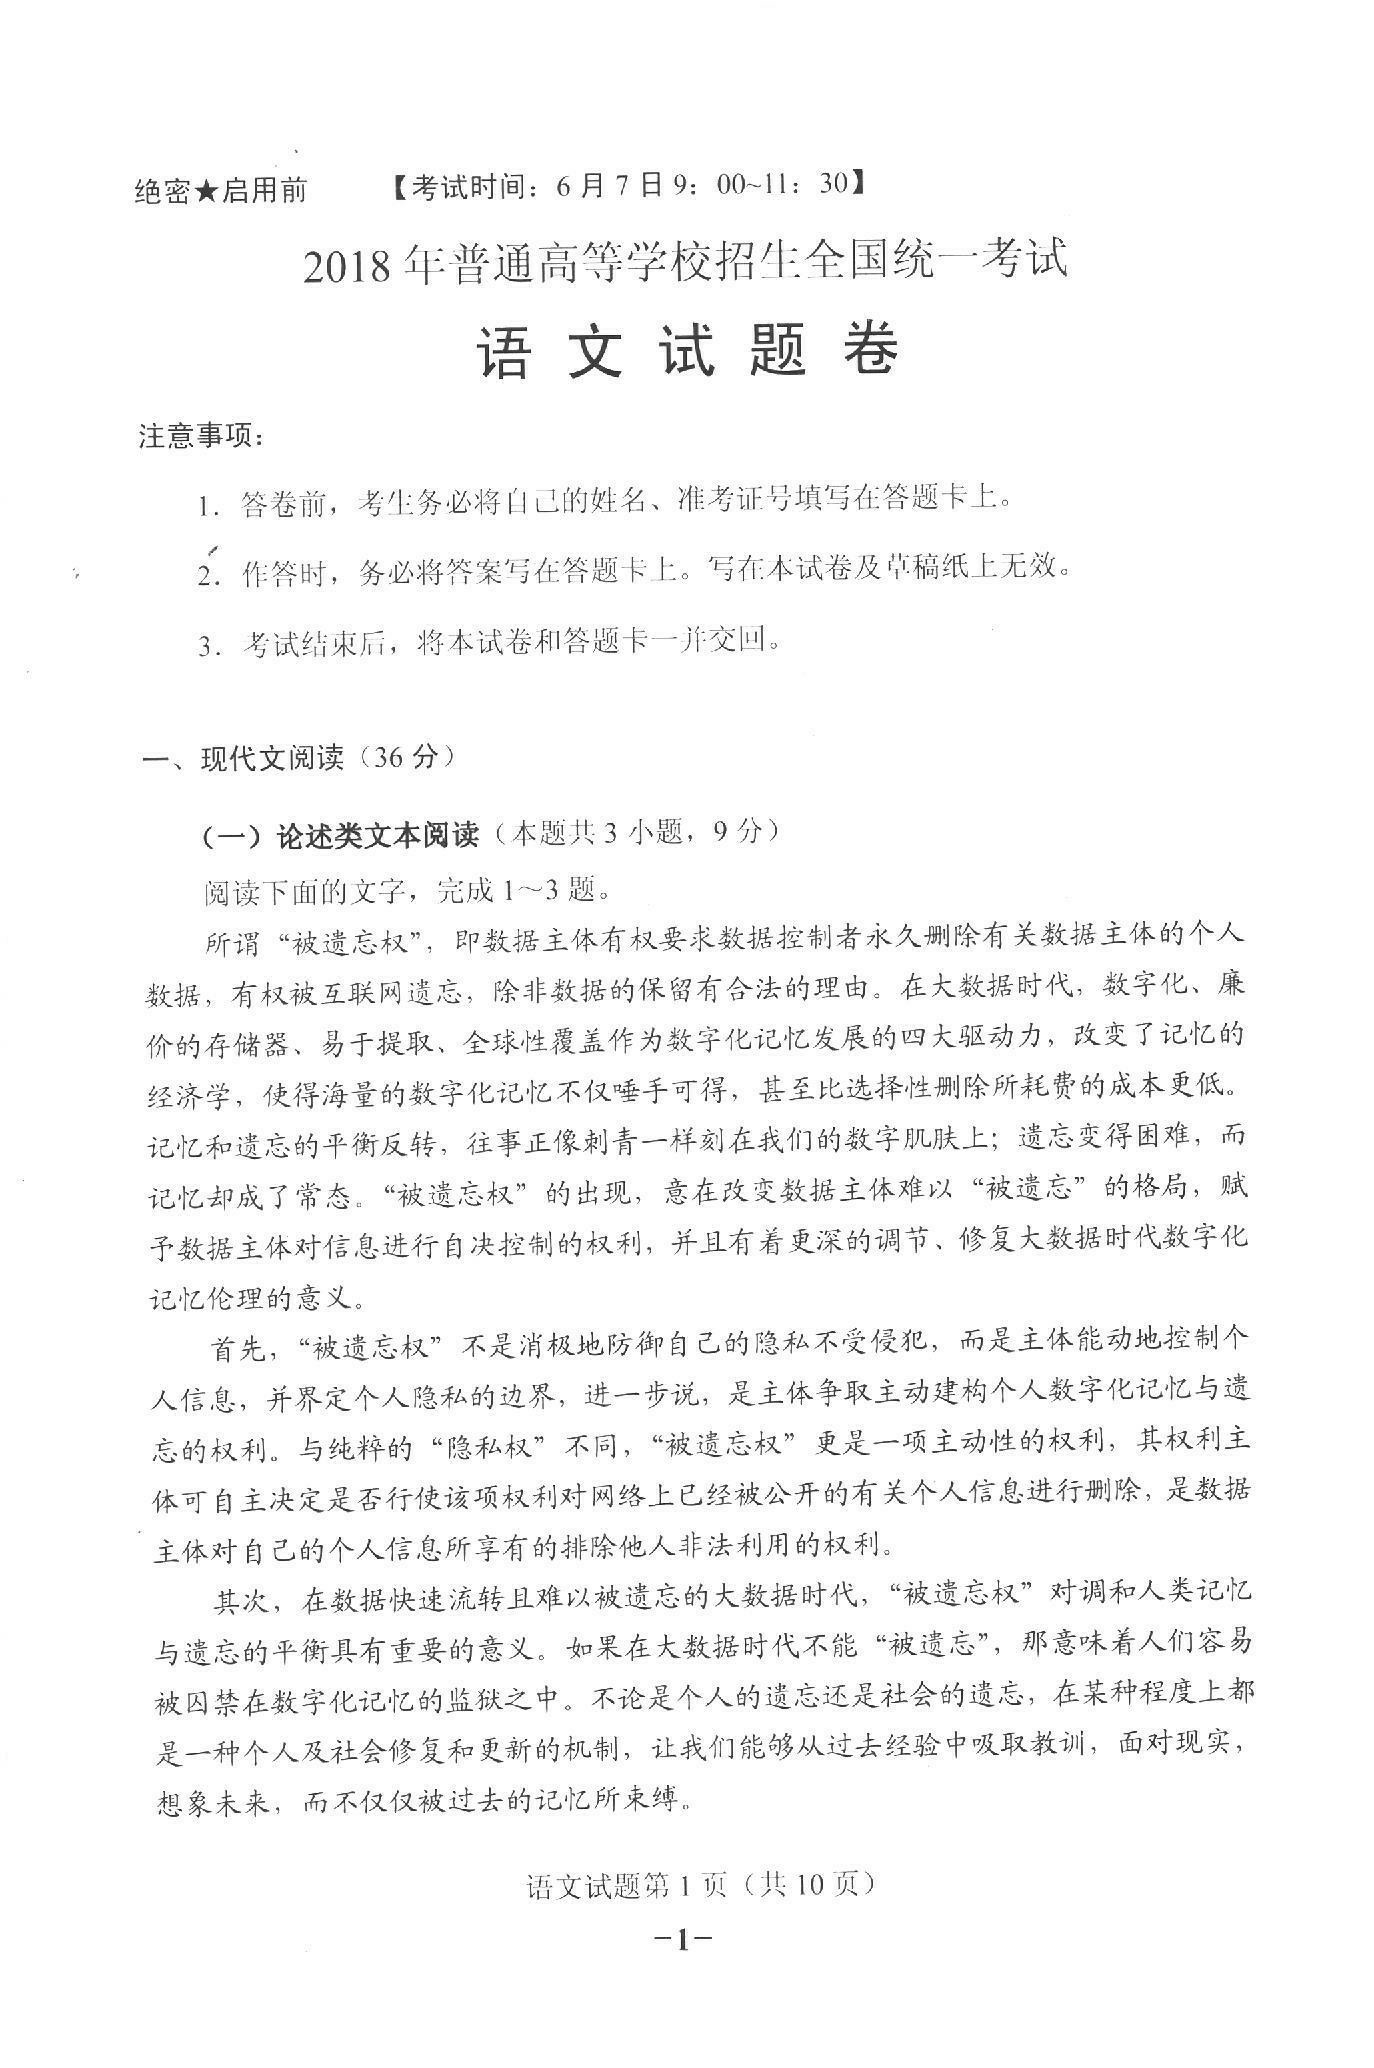 绝密★启用前 【考试时间：6月7日9：00~11：30】
2018年普通高等学校招生全国统一考试
语文试题卷
注意事项：
1．答卷前，考生务必将自己的姓名、准考证号填写在答题卡上。
2．作答时，务必将答案写在答题卡上。写在本试卷及草稿纸上无效。
3．考试结束后，将本试卷和答题卡一并交回。
一、现代文阅读（36分）
（一）论述类文本阅读（本题共3小题，9分）
阅读下面的文字，完成1～3题。
所谓“被遗忘权”，即数据主体有权要求数据控制者永久删除有关数据主体的个人
数据，有权被互联网遗忘，除非数据的保留有合法的理由。在大数据时代，数字化、廉
价的存储器、易于提取、全球性覆盖作为数字化记忆发展的四大驱动力，改变了记忆的
经济学，使得海量的数字化记忆不仅唾手可得，甚至比选择性删除所耗费的成本更低。
记忆和遗忘的平衡反转，往事正像刺青一样刻在我们的数字肌肤上；遗忘变得困难，而
记忆却成了常态。“被遗忘权”的出现，意在改变数据主体难以“被遗忘”的格局，赋
予数据主体对信息进行自决控制的权利，并且有着更深的调节、修复大数据时代数字化
记忆伦理的意义。
首先，“被遗忘权”不是消极地防御自己的隐私不受侵犯，而是主体能动地控制个
人信息，并界定个人隐私的边界，进一步说，是主体争取主动建构个人数字化记忆与遗
忘的权利。与纯粹的“隐私权”不同，“被遗忘权”更是一项主动性的权利，其权利主
体可自主决定是否行使该项权利对网络上已经被公开的有关个人信息进行删除，是数据
主体对自己的个人信息所享有的排除他人非法利用的权利。
其次，在数据快速流转且难以被遗忘的大数据时代，“被遗忘权”对调和人类记忆
与遗忘的平衡具有重要的意义。如果在大数据时代不能“被遗忘”，那意味着人们容易
被囚禁在数字化记忆的监狱之中。不论是个人的遗忘还是社会的遗忘，在某种程度上都
是一种个人及社会修复和更新的机制，让我们能够从过去经验中吸取教训，面对现实，
想象未来，而不仅仅被过去的记忆所束缚。
语文试题第1页（共10页）
-1-